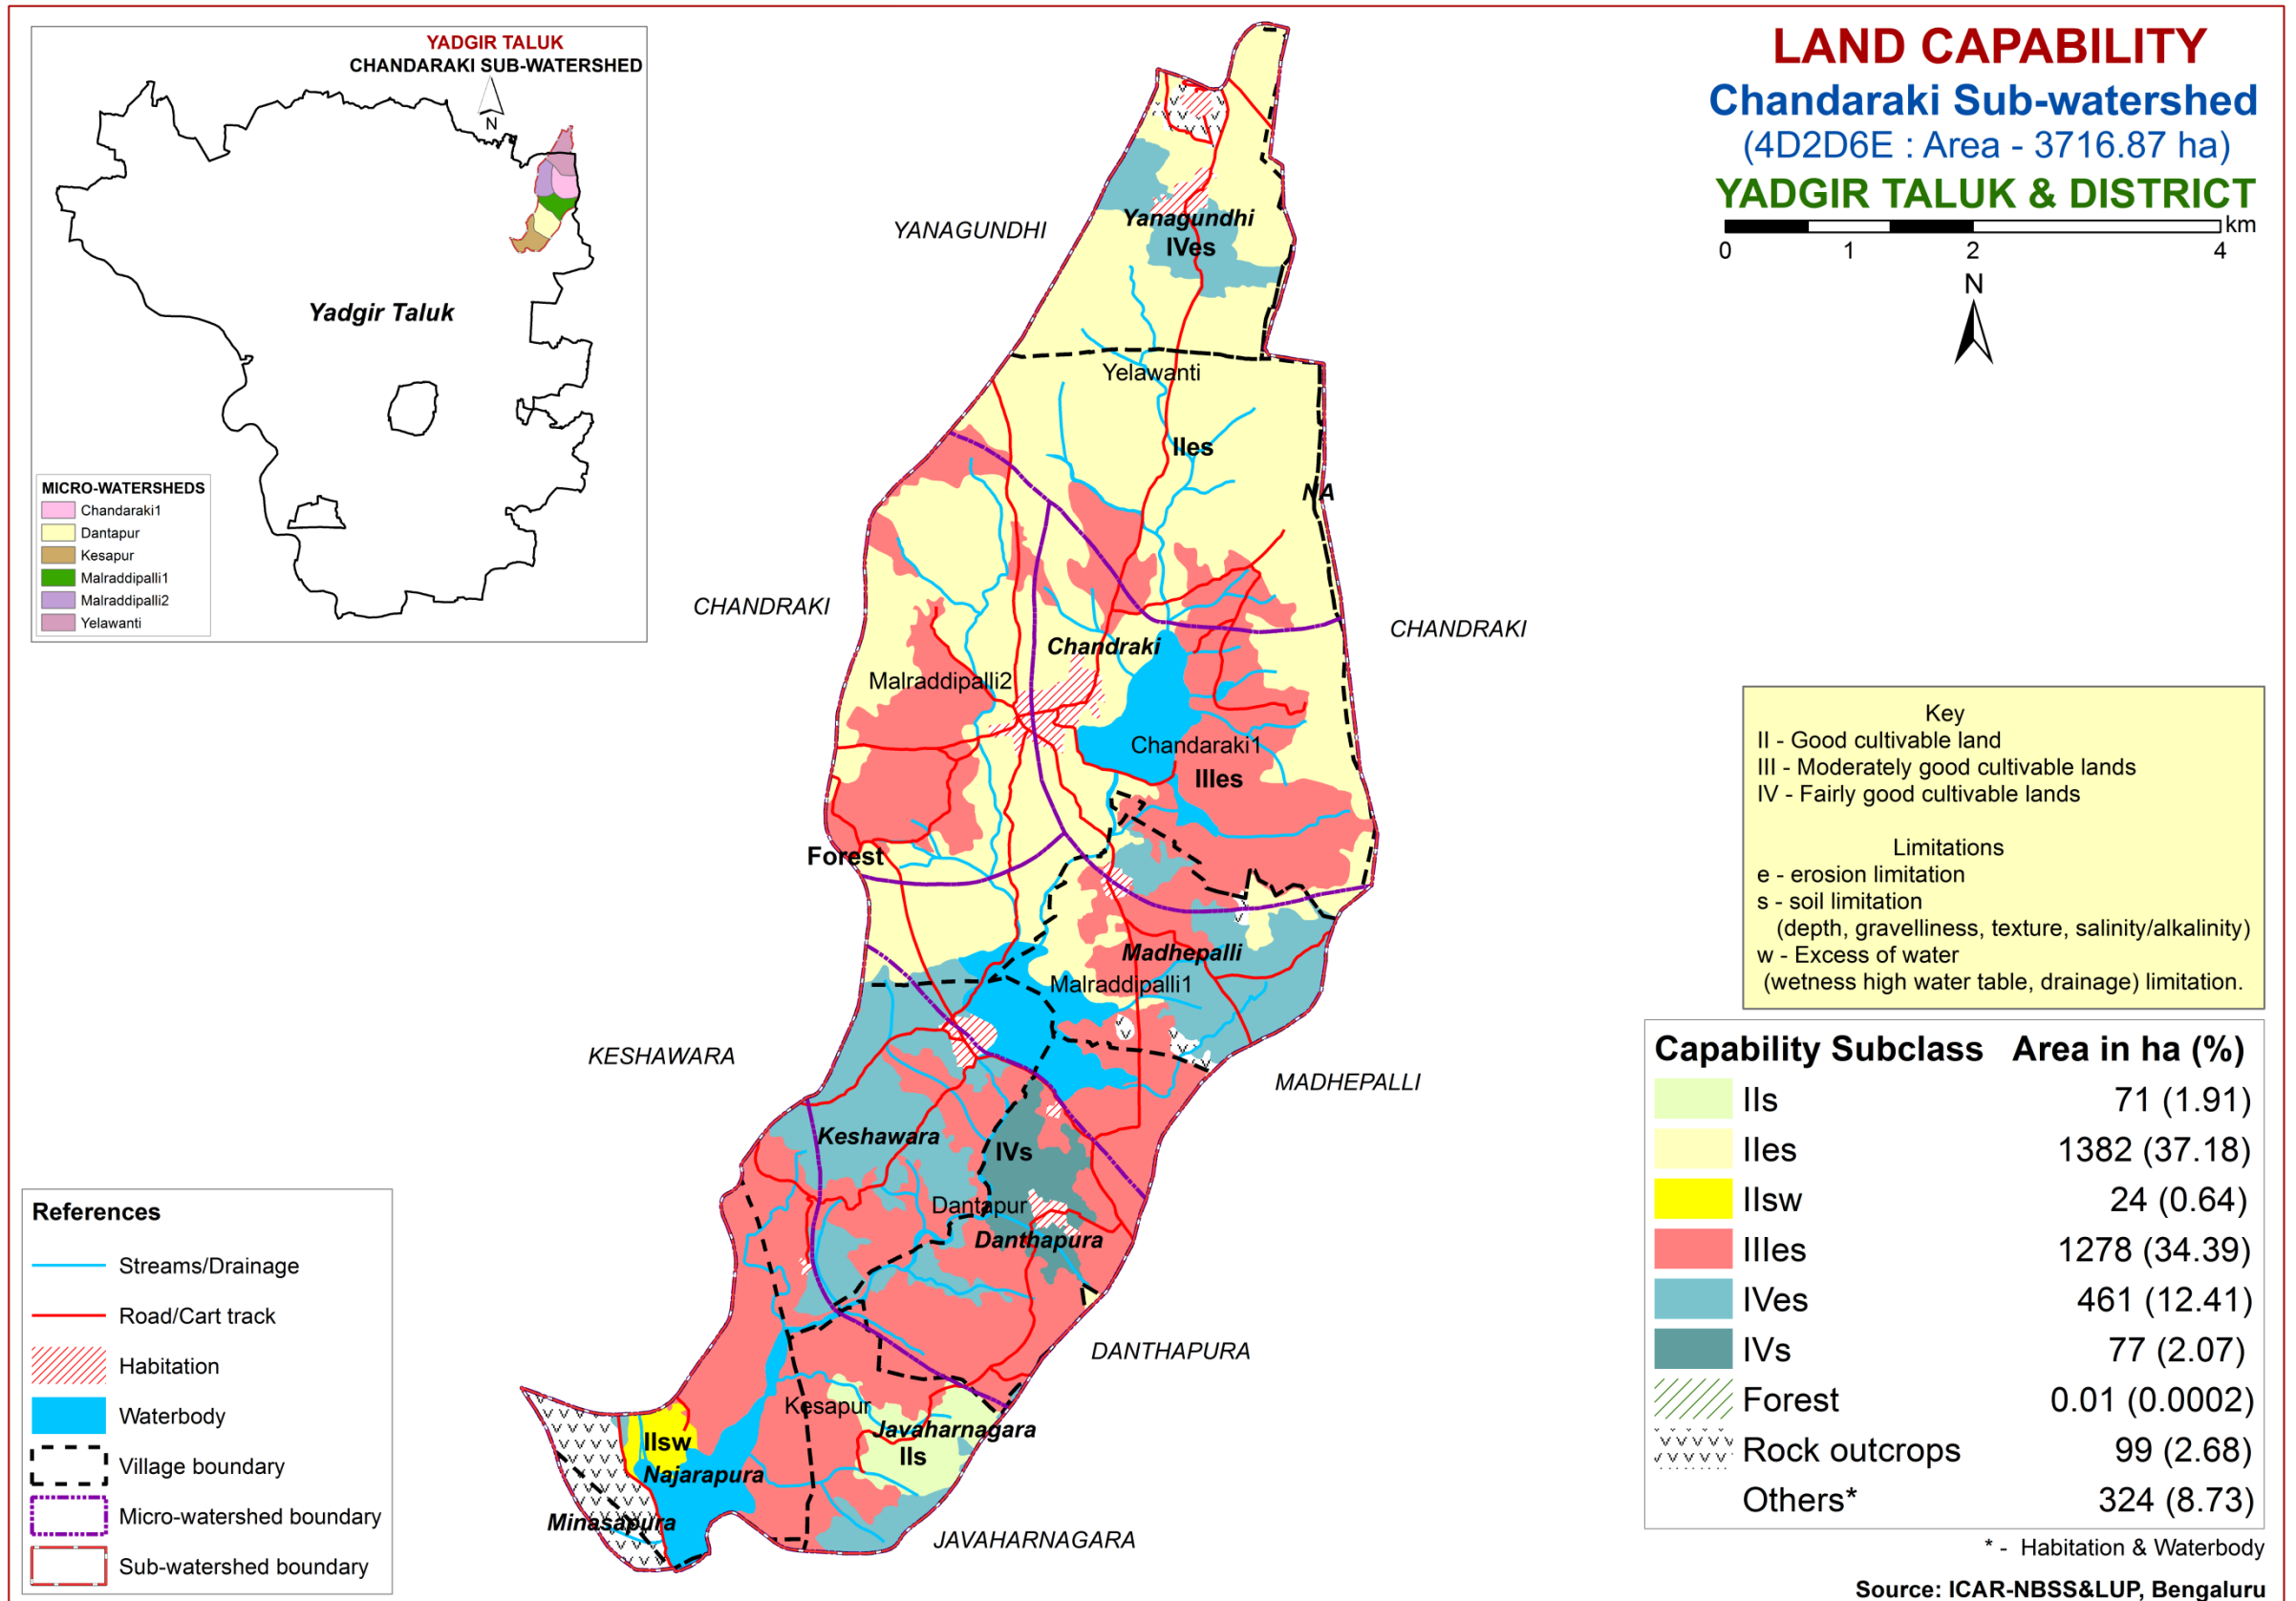 YADGIR TALUK
CHANDARAKI SUB-WATERSHED
N
Yadgir Taluk
MICRO-WATERSHEDS
Chandaraki1
Dantapur
Kesapur
Malraddipalli1
Malraddipalli2
Yelawanti
LAND CAPABILITY
Chandaraki Sub-watershed
(4D2D6E : Area - 3716.87 ha)
YADGIR TALUK & DISTRICT
km
0 1 2 4
N
YANAGUNDHI
Yanagundhi
IVes
Yelawanti
IIes
NA
CHANDRAKI
CHANDRAKI
Chandraki
Malraddipalli2
Chandaraki1
IIIes
Forest
Madhepalli
Malraddipalli1
KESHAWARA
MADHEPALLI
Keshawara
IVs
Dantapur
Danthapura
DANTHAPURA
Kesapur
Javaharnagara
IIs
IIsw
Najarapura
Minasapura
JAVAHARNAGARA
Key
II - Good cultivable land
III - Moderately good cultivable lands
IV - Fairly good cultivable lands
Limitations
e - erosion limitation
s - soil limitation
(depth, gravelliness, texture, salinity/alkalinity)
w - Excess of water
(wetness high water table, drainage) limitation.
Capability Subclass Area in ha (%)
IIs 71 (1.91)
IIes 1382 (37.18)
IIsw 24 (0.64)
IIIes 1278 (34.39)
IVes 461 (12.41)
IVs 77 (2.07)
Forest 0.01 (0.0002)
Rock outcrops 99 (2.68)
Others* 324 (8.73)
* - Habitation & Waterbody
Source: ICAR-NBSS&LUP, Bengaluru
References
Streams/Drainage
Road/Cart track
Habitation
Waterbody
Village boundary
Micro-watershed boundary
Sub-watershed boundary